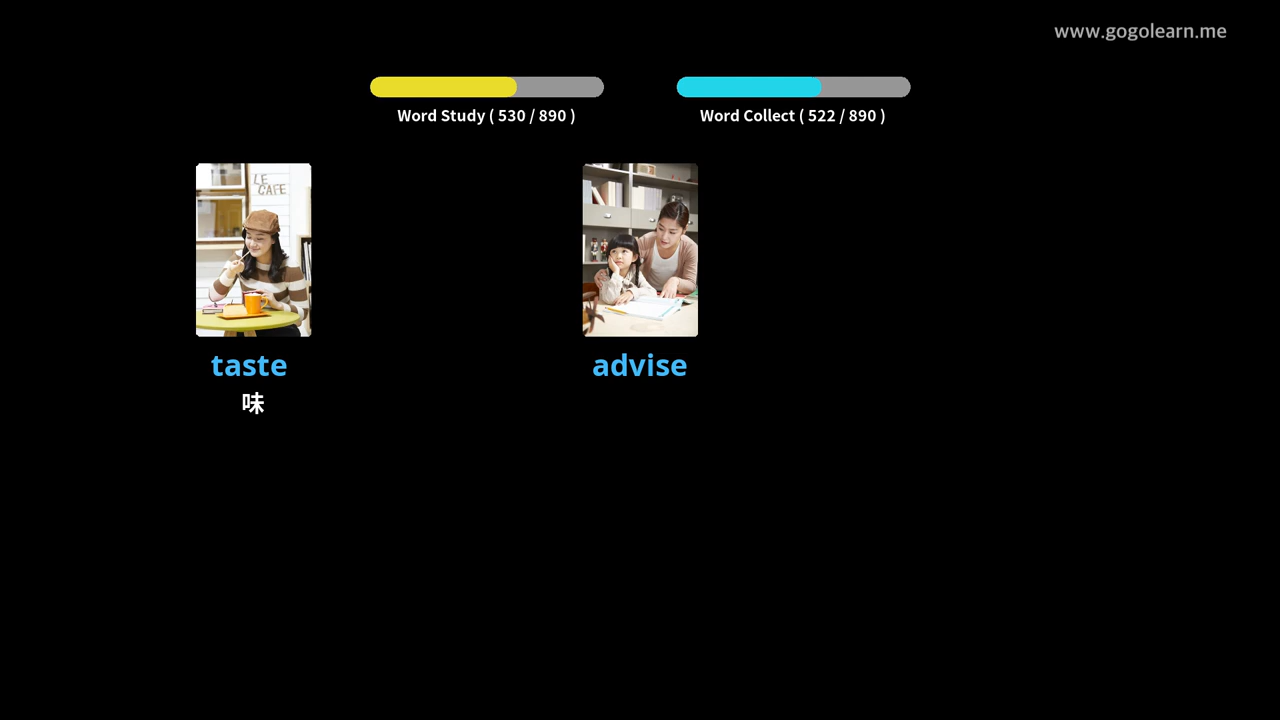 www.gogolearn.me
Word Study ( 530 / 890 )
Word Collect ( 522 / 890 )
LE
CAFE
taste
advise
味